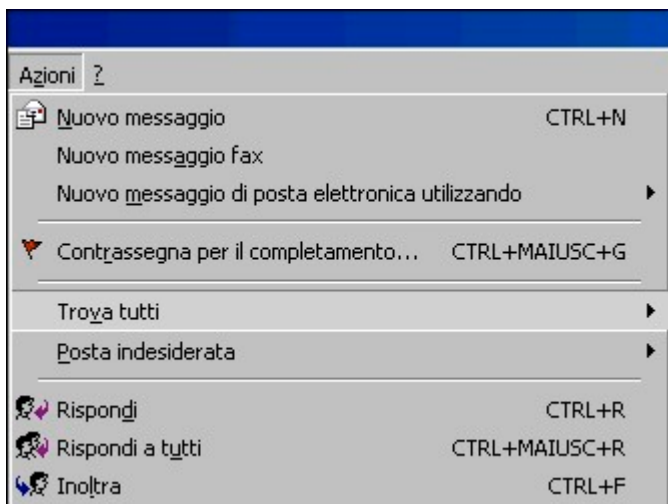 Azioni ?
Nuovo messaggio CTRL+N
Nuovo messaggio fax
Nuovo messaggio di posta elettronica utilizzando
Contrassegna per il completamento... CTRL+MAIUSC+G
Trova tutti
Posta indesiderata
Rispondi CTRL+R
Rispondi a tutti CTRL+MAIUSC+R
Inoltra CTRL+F